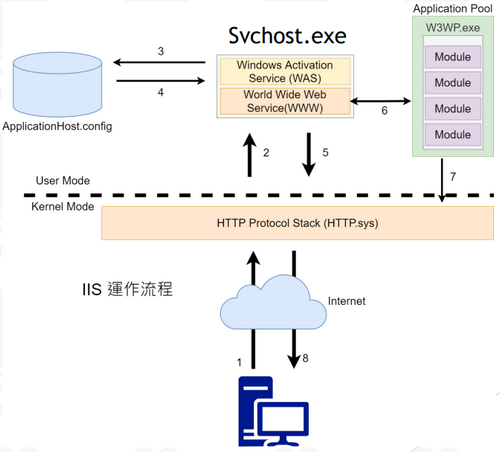 Application Pool
Svchost.exe
W3WP.exe
3
Windows Activation
Service (WAS)
Module
4
World Wide Web
Service(WWW)
Module
6
Module
ApplicationHost.config
Module
2
5
User Mode
7
Kernel Mode
HTTP Protocol Stack (HTTP.sys)
IIS 運作流程
Internet
1
8